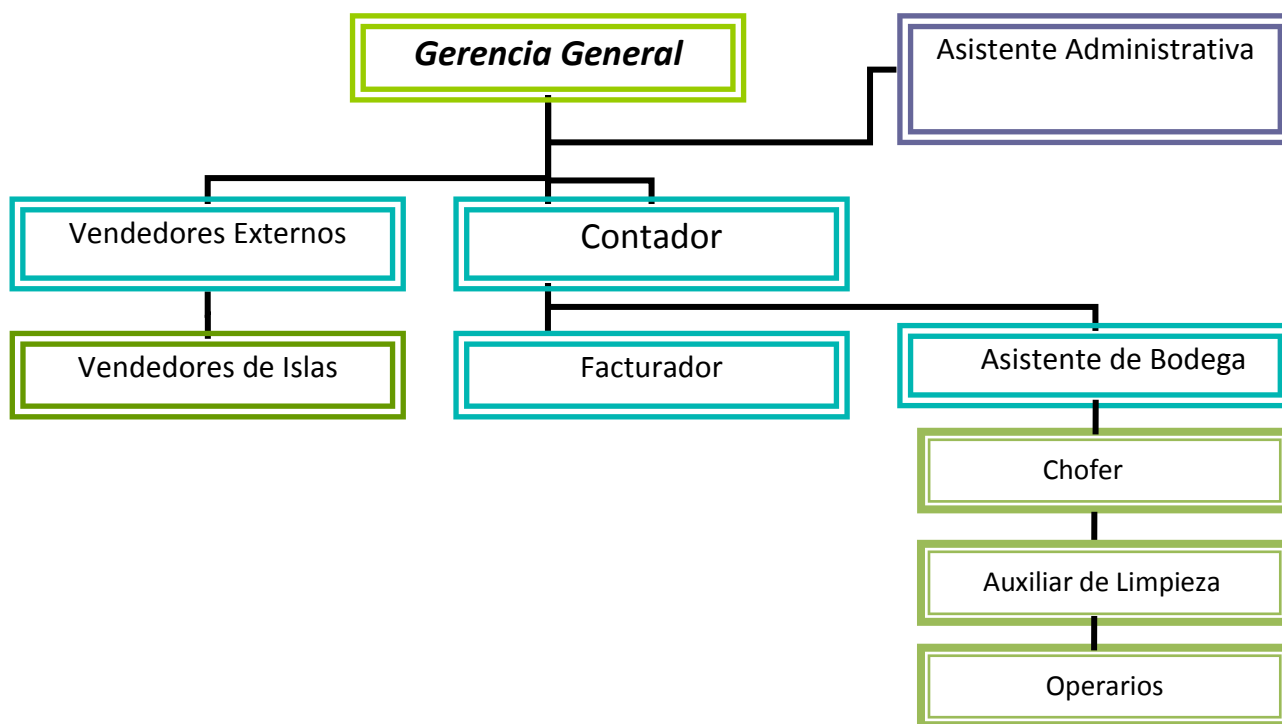 Gerencia General
Asistente Administrativa
Vendedores Externos
Contador
Vendedores de Islas
Facturador
Asistente de Bodega
Chofer
Auxiliar de Limpieza
Operarios